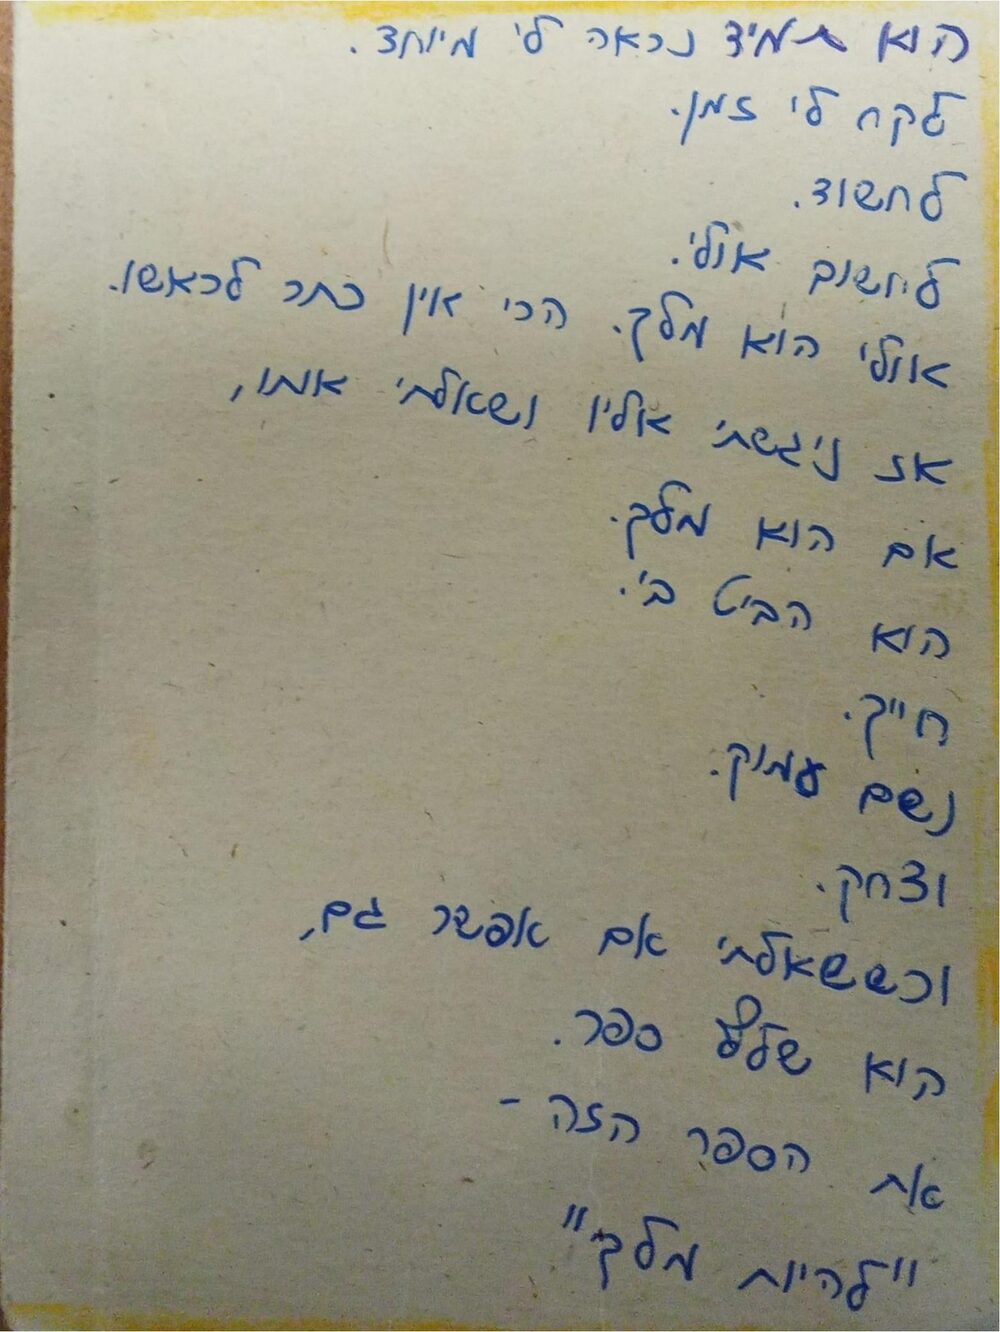 הוא תמיד נראה לי מיוחד.
לקח לי זמן.
לחשוד.
לחשוב אולי.
אולי הוא מלך. הרי אין כתר לראשו.
אז ניגשתי אליו ושאלתי אותו,
אם הוא מלך.
הוא הביט בי.
חייך.
נשם עמוק.
וצחק.
וכששאלתי אם אפשר גם,
הוא שלף ספר.
את הספר הזה -
"להיות מלך"